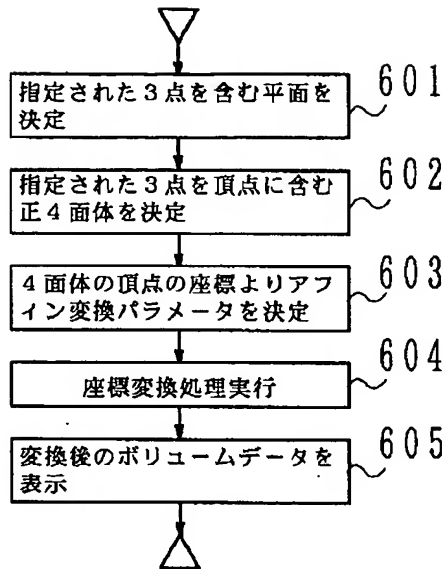 指定された3点を含む平面を
決定
601
指定された3点を頂点に含む
正4面体を決定
602
4面体の頂点の座標よりアフ
ィン変換パラメータを決定
603
座標変換処理実行
604
変換後のボリュームデータを
表示
605